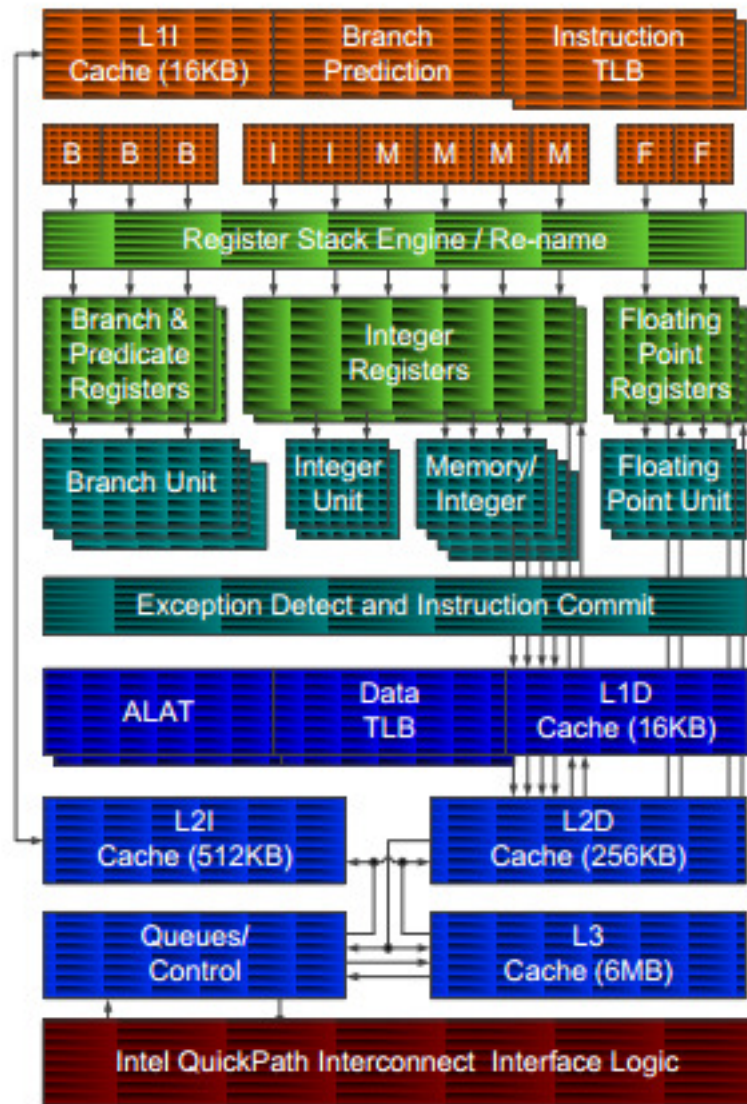 L1I
Cache (16KB)
Branch
Prediction
Instruction
TLB
B B B I I M M M M F F
Register Stack Engine / Re-name
Branch &
Predicate
Registers
Integer
Registers
Floating
Point
Registers
Branch Unit
Integer
Unit
Memory/
Integer
Floating
Point Unit
Exception Detect and Instruction Commit
ALAT
Data
TLB
L1D
Cache (16KB)
L2I
Cache (512KB)
L2D
Cache (256KB)
Queues/
Control
L3
Cache (6MB)
Intel QuickPath Interconnect Interface Logic